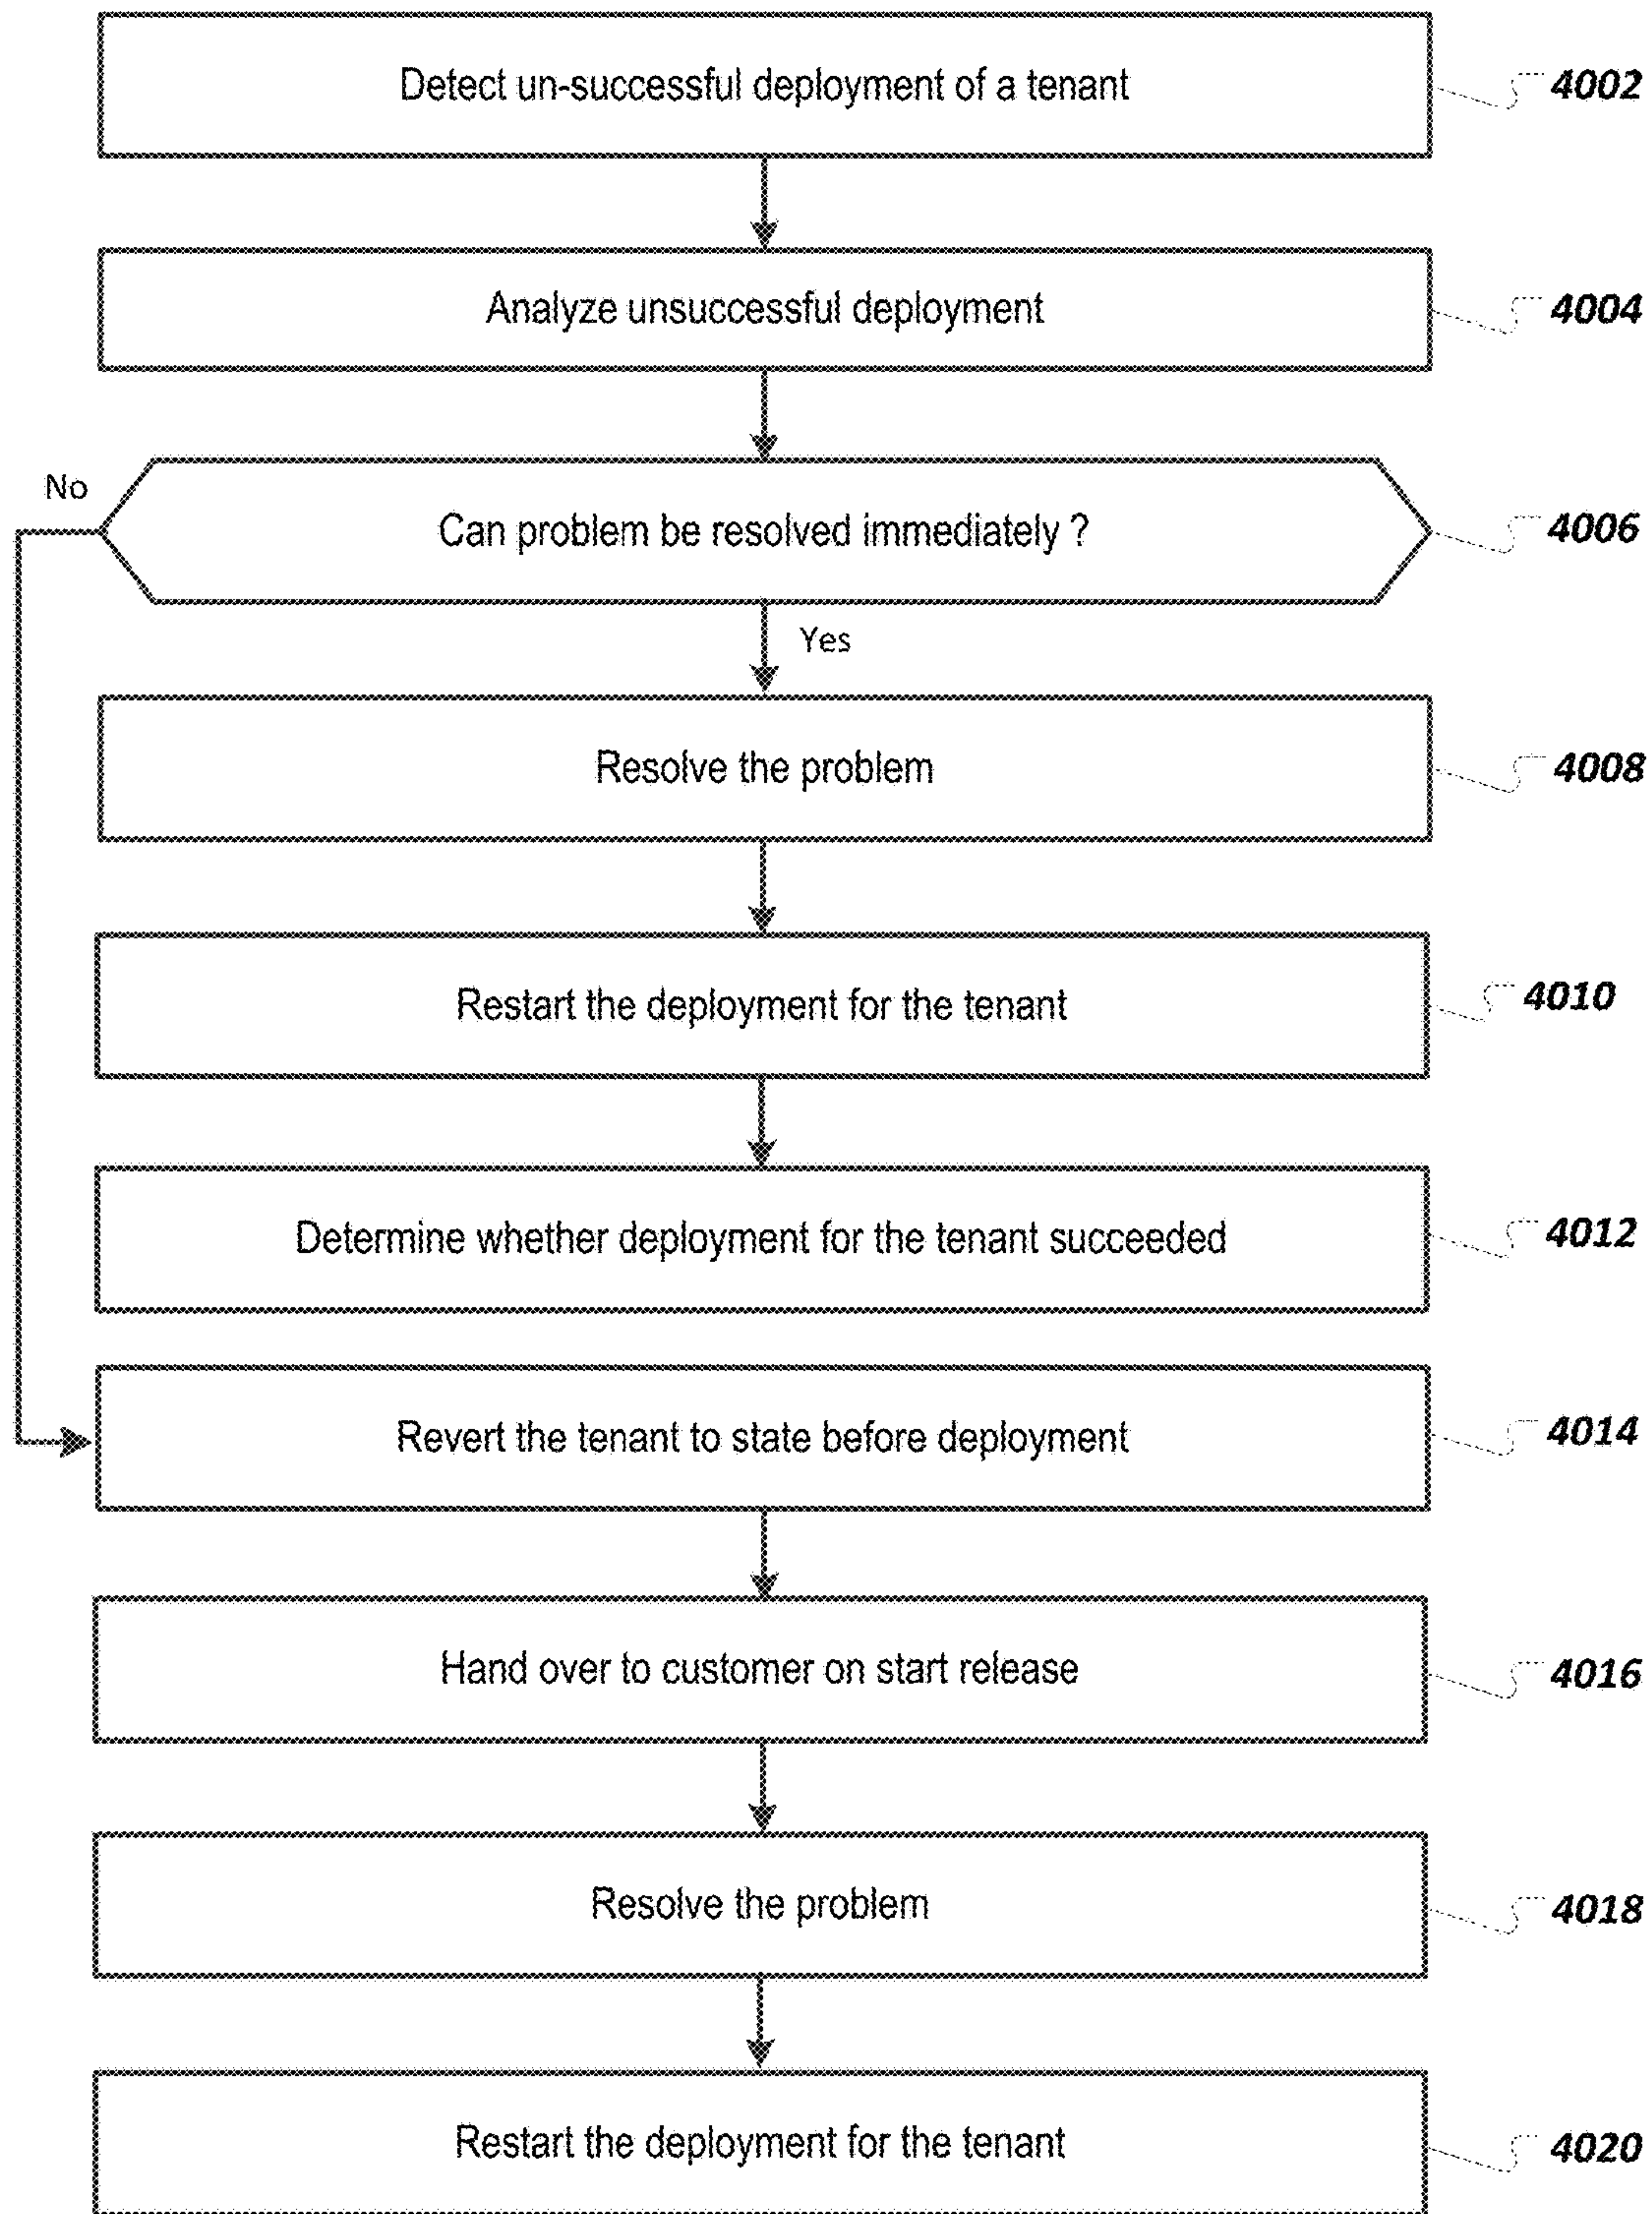 Detect un-successful deployment of a tenant
4002
Analyze unsuccessful deployment
4004
No
Can problem be resolved immediately ?
4006
Yes
Resolve the problem
4008
Restart the deployment for the tenant
4010
Determine whether deployment for the tenant succeeded
4012
Revert the tenant to state before deployment
4014
Hand over to customer on start release
4016
Resolve the problem
4018
Restart the deployment for the tenant
4020